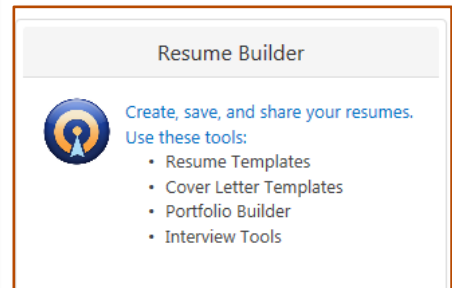 Resume Builder
Create, save, and share your resumes.
Use these tools:
• Resume Templates
• Cover Letter Templates
• Portfolio Builder
• Interview Tools